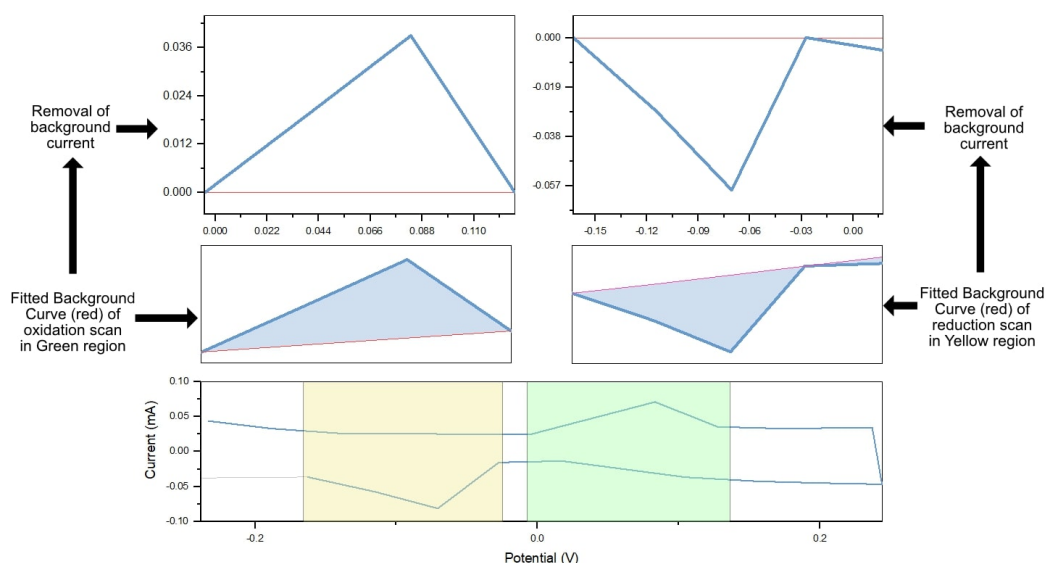 0.036
0.024
0.012
0.000
0.000
0.022
0.044
0.066
0.088
0.110
0.000
-0.019
-0.038
-0.057
-0.15
-0.12
-0.09
-0.06
-0.03
0.00
Removal of
background
current
Removal of
background
current
Fitted Background
Curve (red) of
oxidation scan
in Green region
Fitted Background
Curve (red) of
reduction scan
in Yellow region
Current (mA)
0.10
0.05
0.00
-0.05
-0.10
-0.2
0.0
0.2
Potential (V)